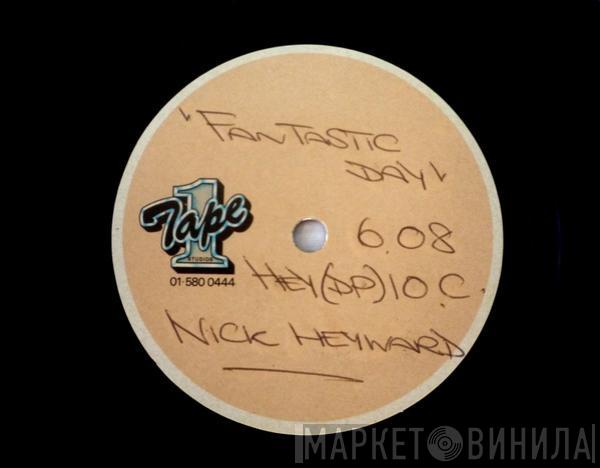 "FANTASTIC
DAY"
Tape 1
STUDIOS
01-580 0444
6.08
HEY(DP)10 C.
NICK HEYWARD
МАРКЕТ ВИНИЛА